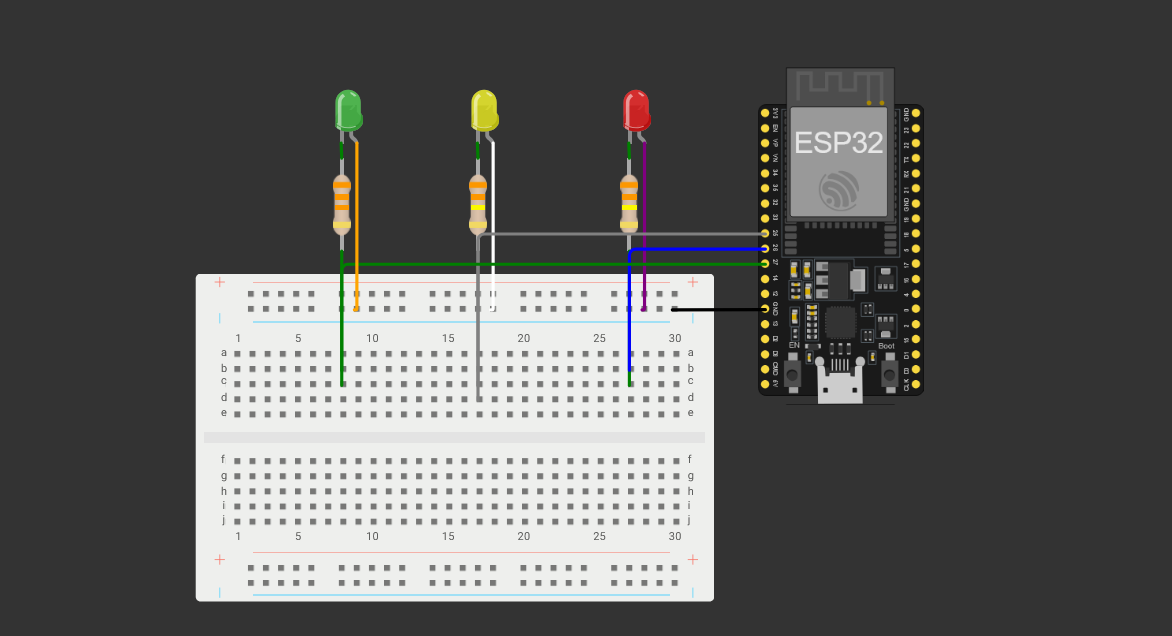 ESP32
3V3
EN
VP
VN
34
35
32
33
25
26
27
14
12
GND
13
D2
D3
CMD
5V
GND
23
22
TX
RX
21
GND
19
18
5
17
16
4
0
2
15
D1
D0
CLK
EN
Boot
+ +
1 5 10 15 20 25 30
a a
b b
c c
d d
e e
f f
g g
h h
i i
j j
1 5 10 15 20 25 30
+ +